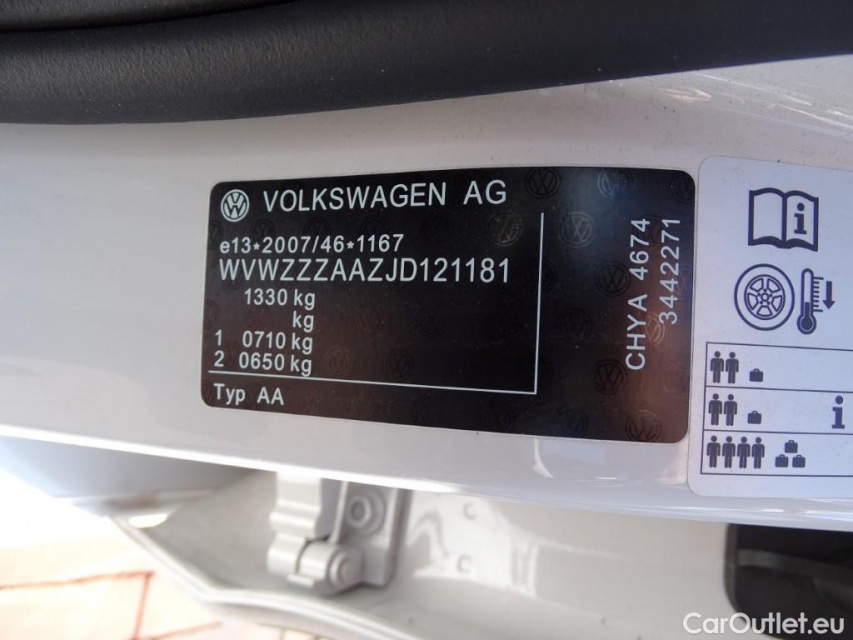 VOLKSWAGEN AG
e13*2007/46*1167
WVWZZZAAZJD121181
1330 kg
kg
1 0710 kg
2 0650 kg
Typ AA
CHYA 4674
3442271
i
i
CarOutlet.eu